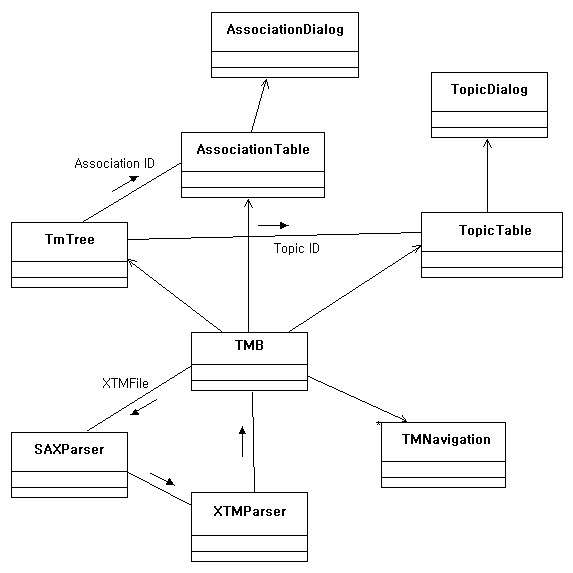 AssociationDialog
TopicDialog
AssociationTable
Association ID
TmTree
TopicTable
Topic ID
TMB
XTMFile
*
TMNavigation
SAXParser
XTMParser